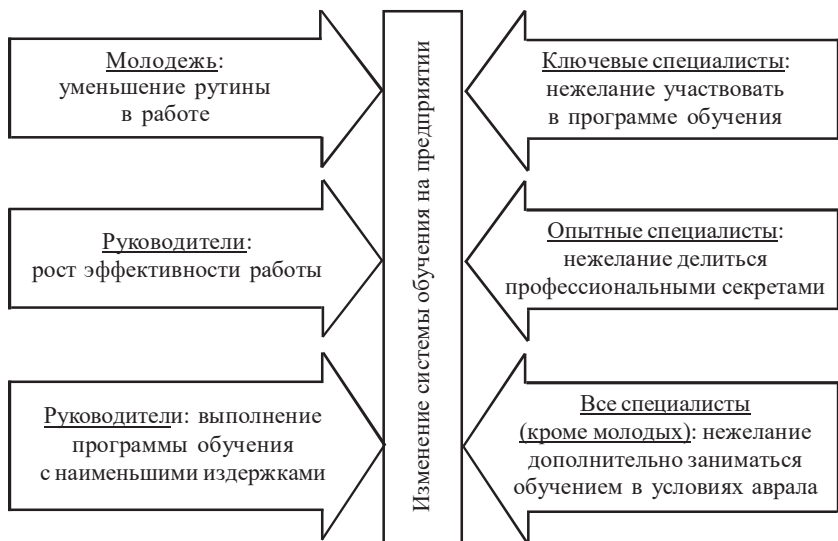 Молодежь:
уменьшение рутины
в работе
Руководители:
рост эффективности работы
Руководители: выполнение
программы обучения
с наименьшими издержками
Изменение системы обучения на предприятии
Ключевые специалисты:
нежелание участвовать
в программе обучения
Опытные специалисты:
нежелание делиться
профессиональными секретами
Все специалисты
(кроме молодых): нежелание
дополнительно заниматься
обучением в условиях аврала